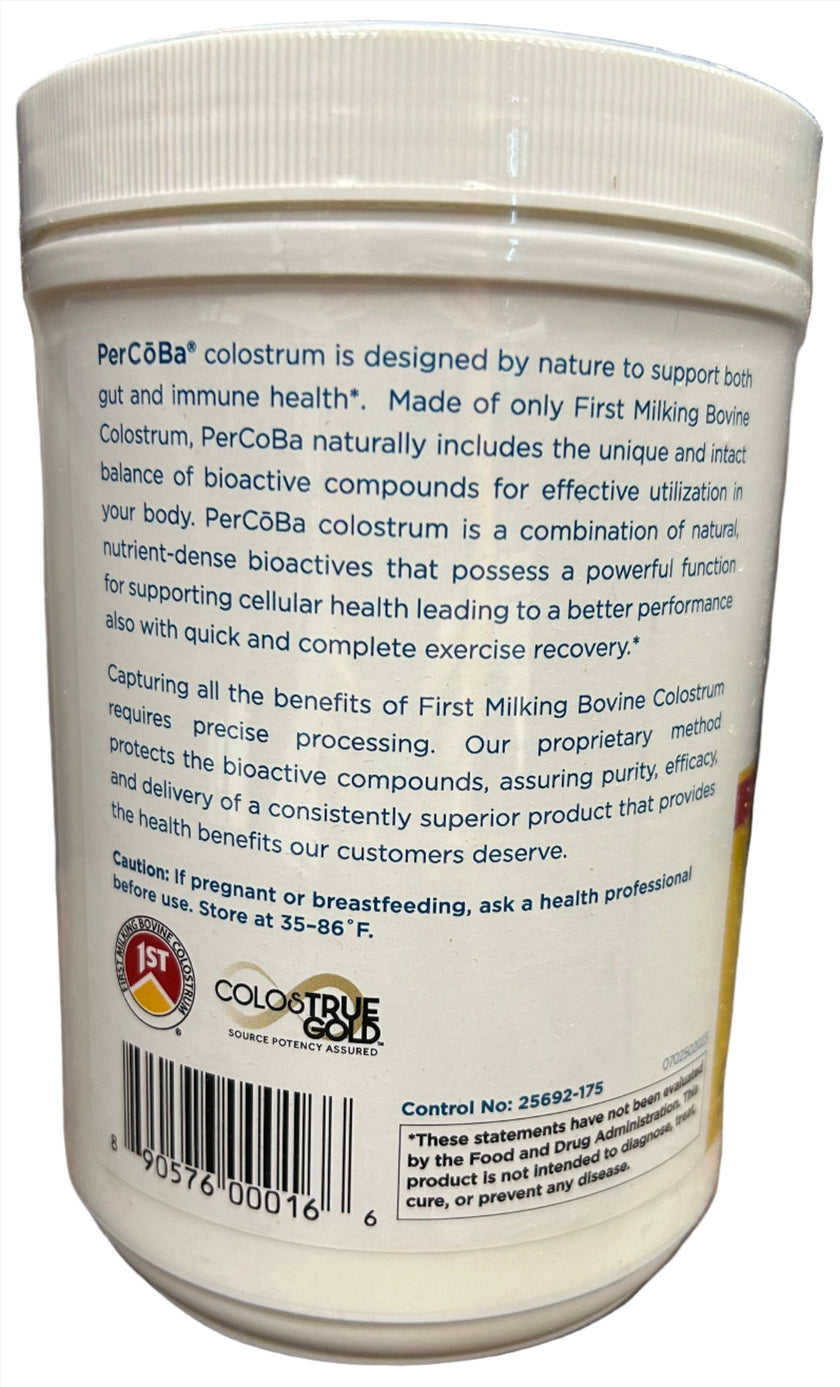 PerCōBa® colostrum is designed by nature to support both
gut and immune health*. Made of only First Milking Bovine
Colostrum, PerCoBa naturally includes the unique and intact
balance of bioactive compounds for effective utilization in
your body. PerCōBa colostrum is a combination of natural,
nutrient-dense bioactives that possess a powerful function
for supporting cellular health leading to a better performance
also with quick and complete exercise recovery.*
Capturing all the benefits of First Milking Bovine Colostrum
requires precise processing. Our proprietary method
protects the bioactive compounds, assuring purity, efficacy,
and delivery of a consistently superior product that provides
the health benefits our customers deserve.
Caution: If pregnant or breastfeeding, ask a health professional
before use. Store at 35–86°F.
FIRST MILKING BOVINE COLOSTRUM
1ST
®
COLOSTRUE
GOLD™
SOURCE POTENCY ASSURED
8 90576 00016 6
Control No: 25692-175
*These statements have not been evaluated
by the Food and Drug Administration. This
product is not intended to diagnose, treat,
cure, or prevent any disease.